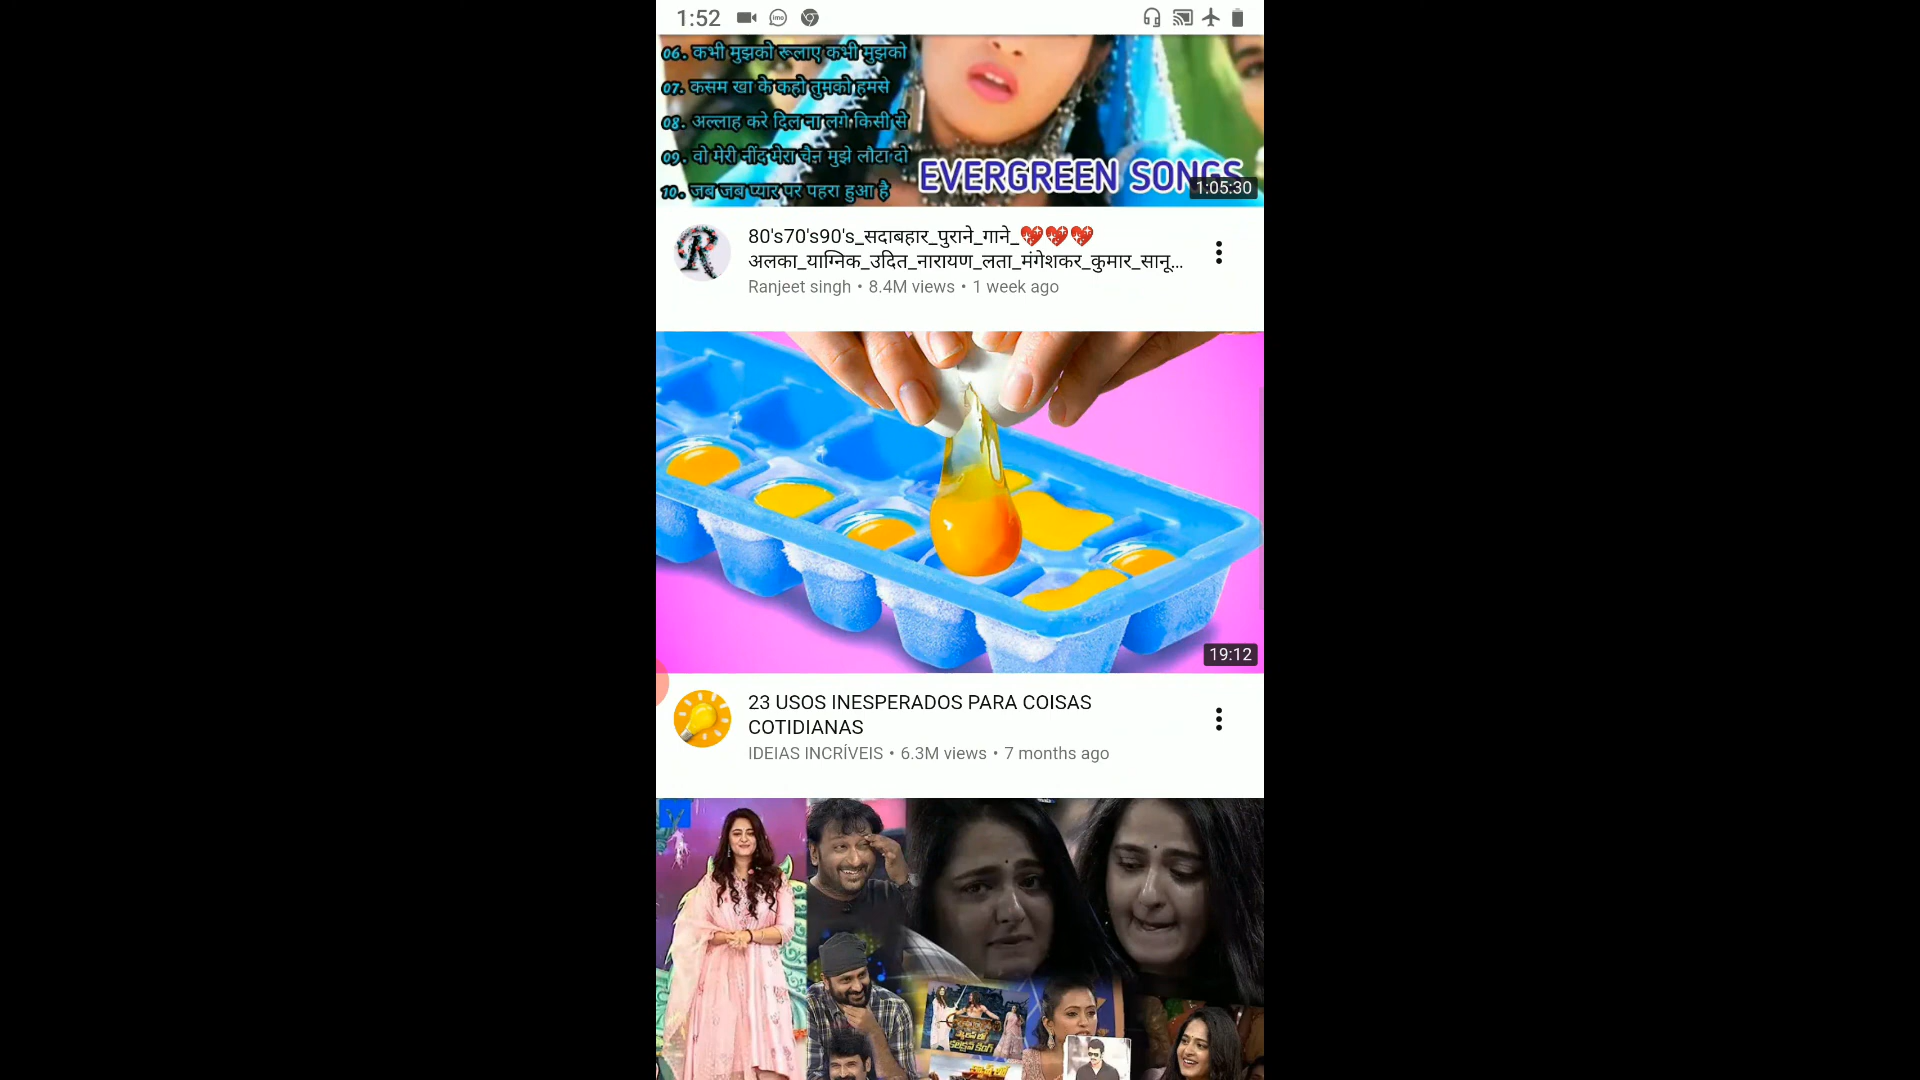 1:52
06. कभी मुझको रूलाए कभी मुझको
07. कसम खा के कहो तुमको हमसे
08. अल्लाह करे दिल ना लगे किसी से
09. वो मेरी नींद मेरा चैन मुझे लौटा दो
10. जब जब प्यार पर पहरा हुआ है
EVERGREEN SONGS
1:05:30
80's70's90's_सदाबहार_पुराने_गाने_💖💖💖
अलका_याग्निक_उदित_नारायण_लता_मंगेशकर_कुमार_सानू...
Ranjeet singh • 8.4M views • 1 week ago
19:12
23 USOS INESPERADOS PARA COISAS
COTIDIANAS
IDEIAS INCRÍVEIS • 6.3M views • 7 months ago